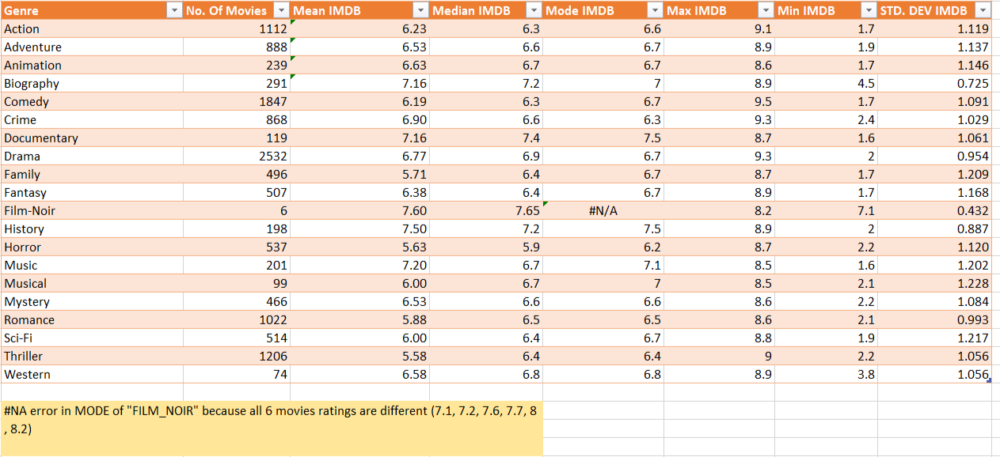 Genre No. Of Movies Mean IMDB Median IMDB Mode IMDB Max IMDB Min IMDB STD. DEV IMDB
Action 1112 6.23 6.3 6.6 9.1 1.7 1.119
Adventure 888 6.53 6.6 6.7 8.9 1.9 1.137
Animation 239 6.63 6.7 6.7 8.6 1.7 1.146
Biography 291 7.16 7.2 7 8.9 4.5 0.725
Comedy 1847 6.19 6.3 6.7 9.5 1.7 1.091
Crime 868 6.90 6.6 6.3 9.3 2.4 1.029
Documentary 119 7.16 7.4 7.5 8.7 1.6 1.061
Drama 2532 6.77 6.9 6.7 9.3 2 0.954
Family 496 5.71 6.4 6.7 8.7 1.7 1.209
Fantasy 507 6.38 6.4 6.7 8.9 1.7 1.168
Film-Noir 6 7.60 7.65 #N/A 8.2 7.1 0.432
History 198 7.50 7.2 7.5 8.9 2 0.887
Horror 537 5.63 5.9 6.2 8.7 2.2 1.120
Music 201 7.20 6.7 7.1 8.5 1.6 1.202
Musical 99 6.00 6.7 7 8.5 2.1 1.228
Mystery 466 6.53 6.6 6.6 8.6 2.2 1.084
Romance 1022 5.88 6.5 6.5 8.6 2.1 0.993
Sci-Fi 514 6.00 6.4 6.7 8.8 1.9 1.217
Thriller 1206 5.58 6.4 6.4 9 2.2 1.056
Western 74 6.58 6.8 6.8 8.9 3.8 1.056
#NA error in MODE of "FILM_NOIR" because all 6 movies ratings are different (7.1, 7.2, 7.6, 7.7, 8
, 8.2)